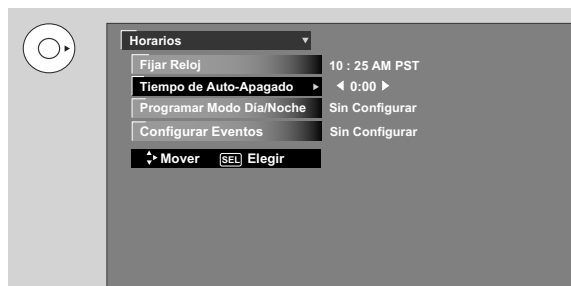 Horarios
Fijar Reloj 10 : 25 AM PST
Tiempo de Auto-Apagado 0:00
Programar Modo Día/Noche Sin Configurar
Configurar Eventos Sin Configurar
Mover SEL Elegir